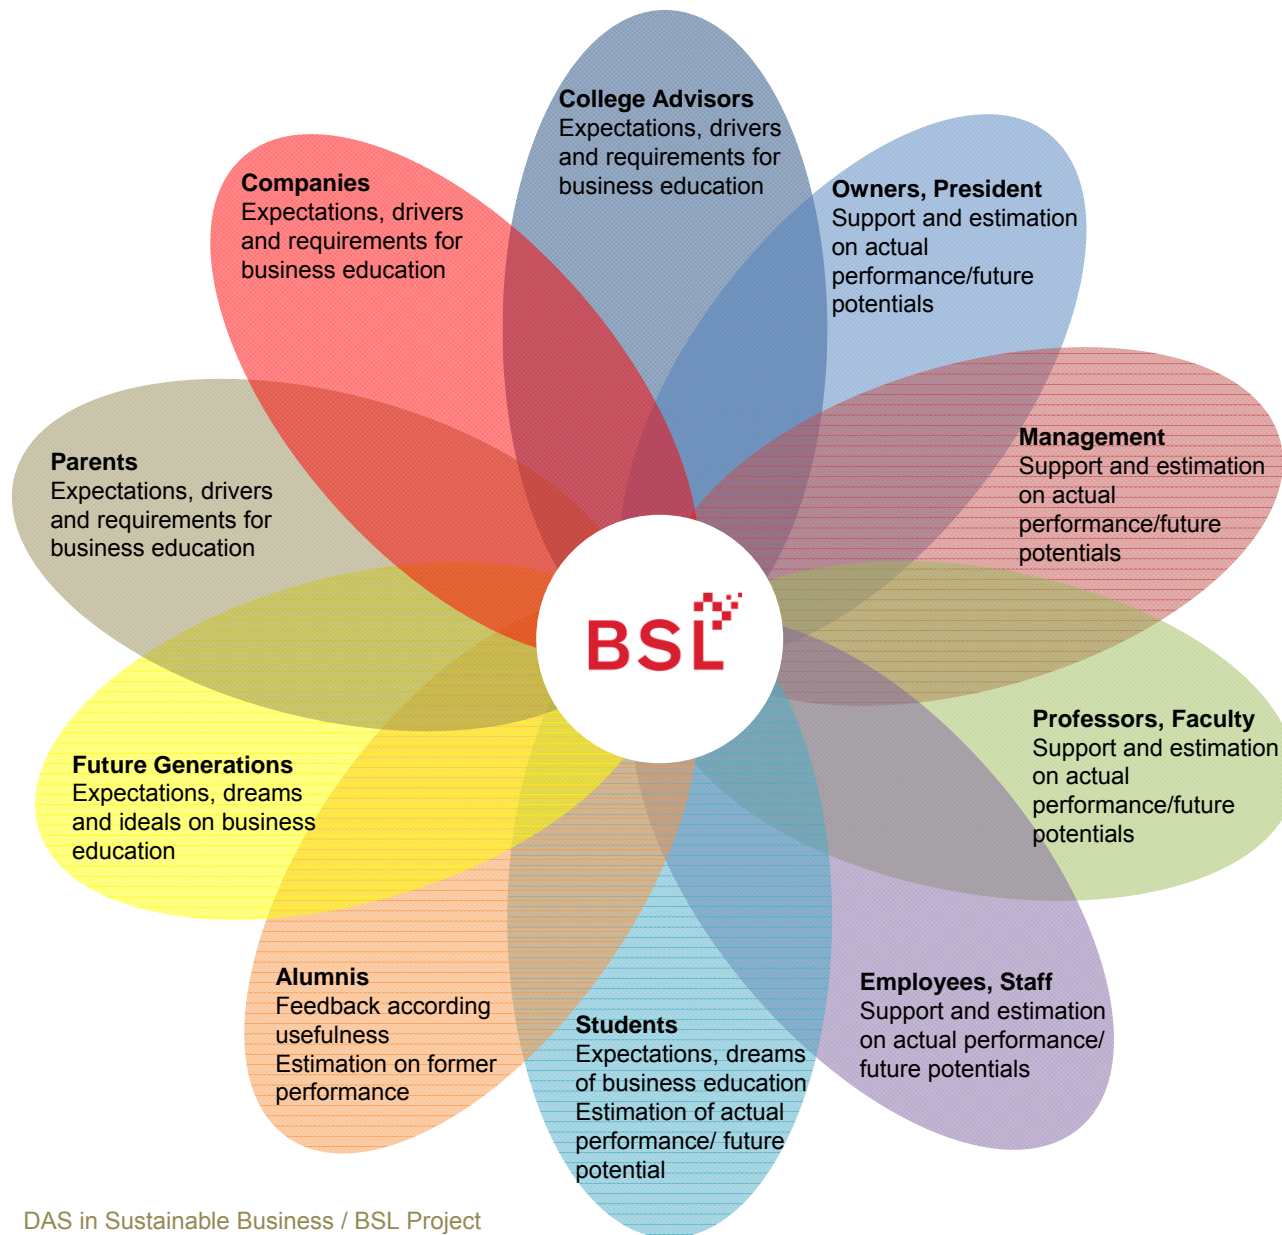 College Advisors
Expectations, drivers
and requirements for
business education
Owners, President
Support and estimation
on actual
performance/future
potentials
Management
Support and estimation
on actual
performance/future
potentials
Professors, Faculty
Support and estimation
on actual
performance/future
potentials
Employees, Staff
Support and estimation
on actual performance/
future potentials
Students
Expectations, dreams
of business education
Estimation of actual
performance/ future
potential
Alumnis
Feedback according
usefulness
Estimation on former
performance
Future Generations
Expectations, dreams
and ideals on business
education
Parents
Expectations, drivers
and requirements for
business education
Companies
Expectations, drivers
and requirements for
business education
BSL
DAS in Sustainable Business / BSL Project